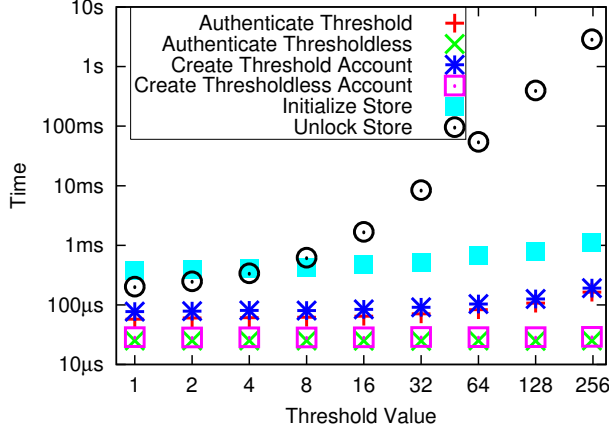 10s
1s
100ms
10ms
1ms
100µs
10µs
Time
Authenticate Threshold
Authenticate Thresholdless
Create Threshold Account
Create Thresholdless Account
Initialize Store
Unlock Store
1 2 4 8 16 32 64 128 256
Threshold Value